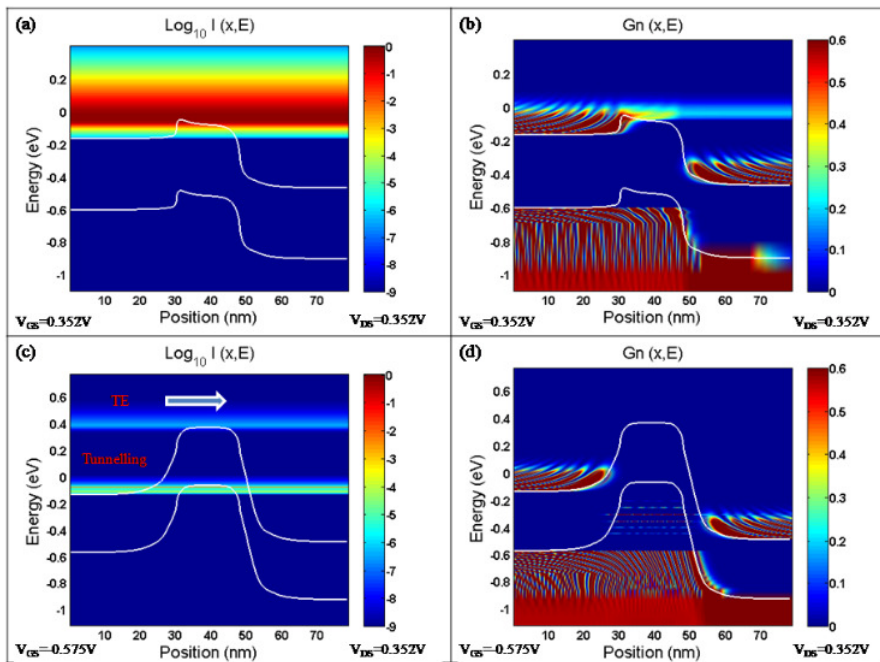 (a)
Log10 I (x,E)
Energy (eV)
0.2
0
-0.2
-0.4
-0.6
-0.8
-1
0
-1
-2
-3
-4
-5
-6
-7
-8
-9
10 20 30 40 50 60 70
Position (nm)
VGS=0.352V
VDS=0.352V
(b)
Gn (x,E)
Energy (eV)
0.2
0
-0.2
-0.4
-0.6
-0.8
-1
0.6
0.5
0.4
0.3
0.2
0.1
0
10 20 30 40 50 60 70
Position (nm)
VGS=0.352V
VDS=0.352V
(c)
Log10 I (x,E)
TE
Tunnelling
Energy (eV)
0.6
0.4
0.2
0
-0.2
-0.4
-0.6
-0.8
-1
0
-1
-2
-3
-4
-5
-6
-7
-8
-9
10 20 30 40 50 60 70
Position (nm)
VGS=-0.575V
VDS=0.352V
(d)
Gn (x,E)
Energy (eV)
0.6
0.4
0.2
0
-0.2
-0.4
-0.6
-0.8
-1
0.6
0.5
0.4
0.3
0.2
0.1
0
10 20 30 40 50 60 70
Position (nm)
VGS=-0.575V
VDS=0.352V